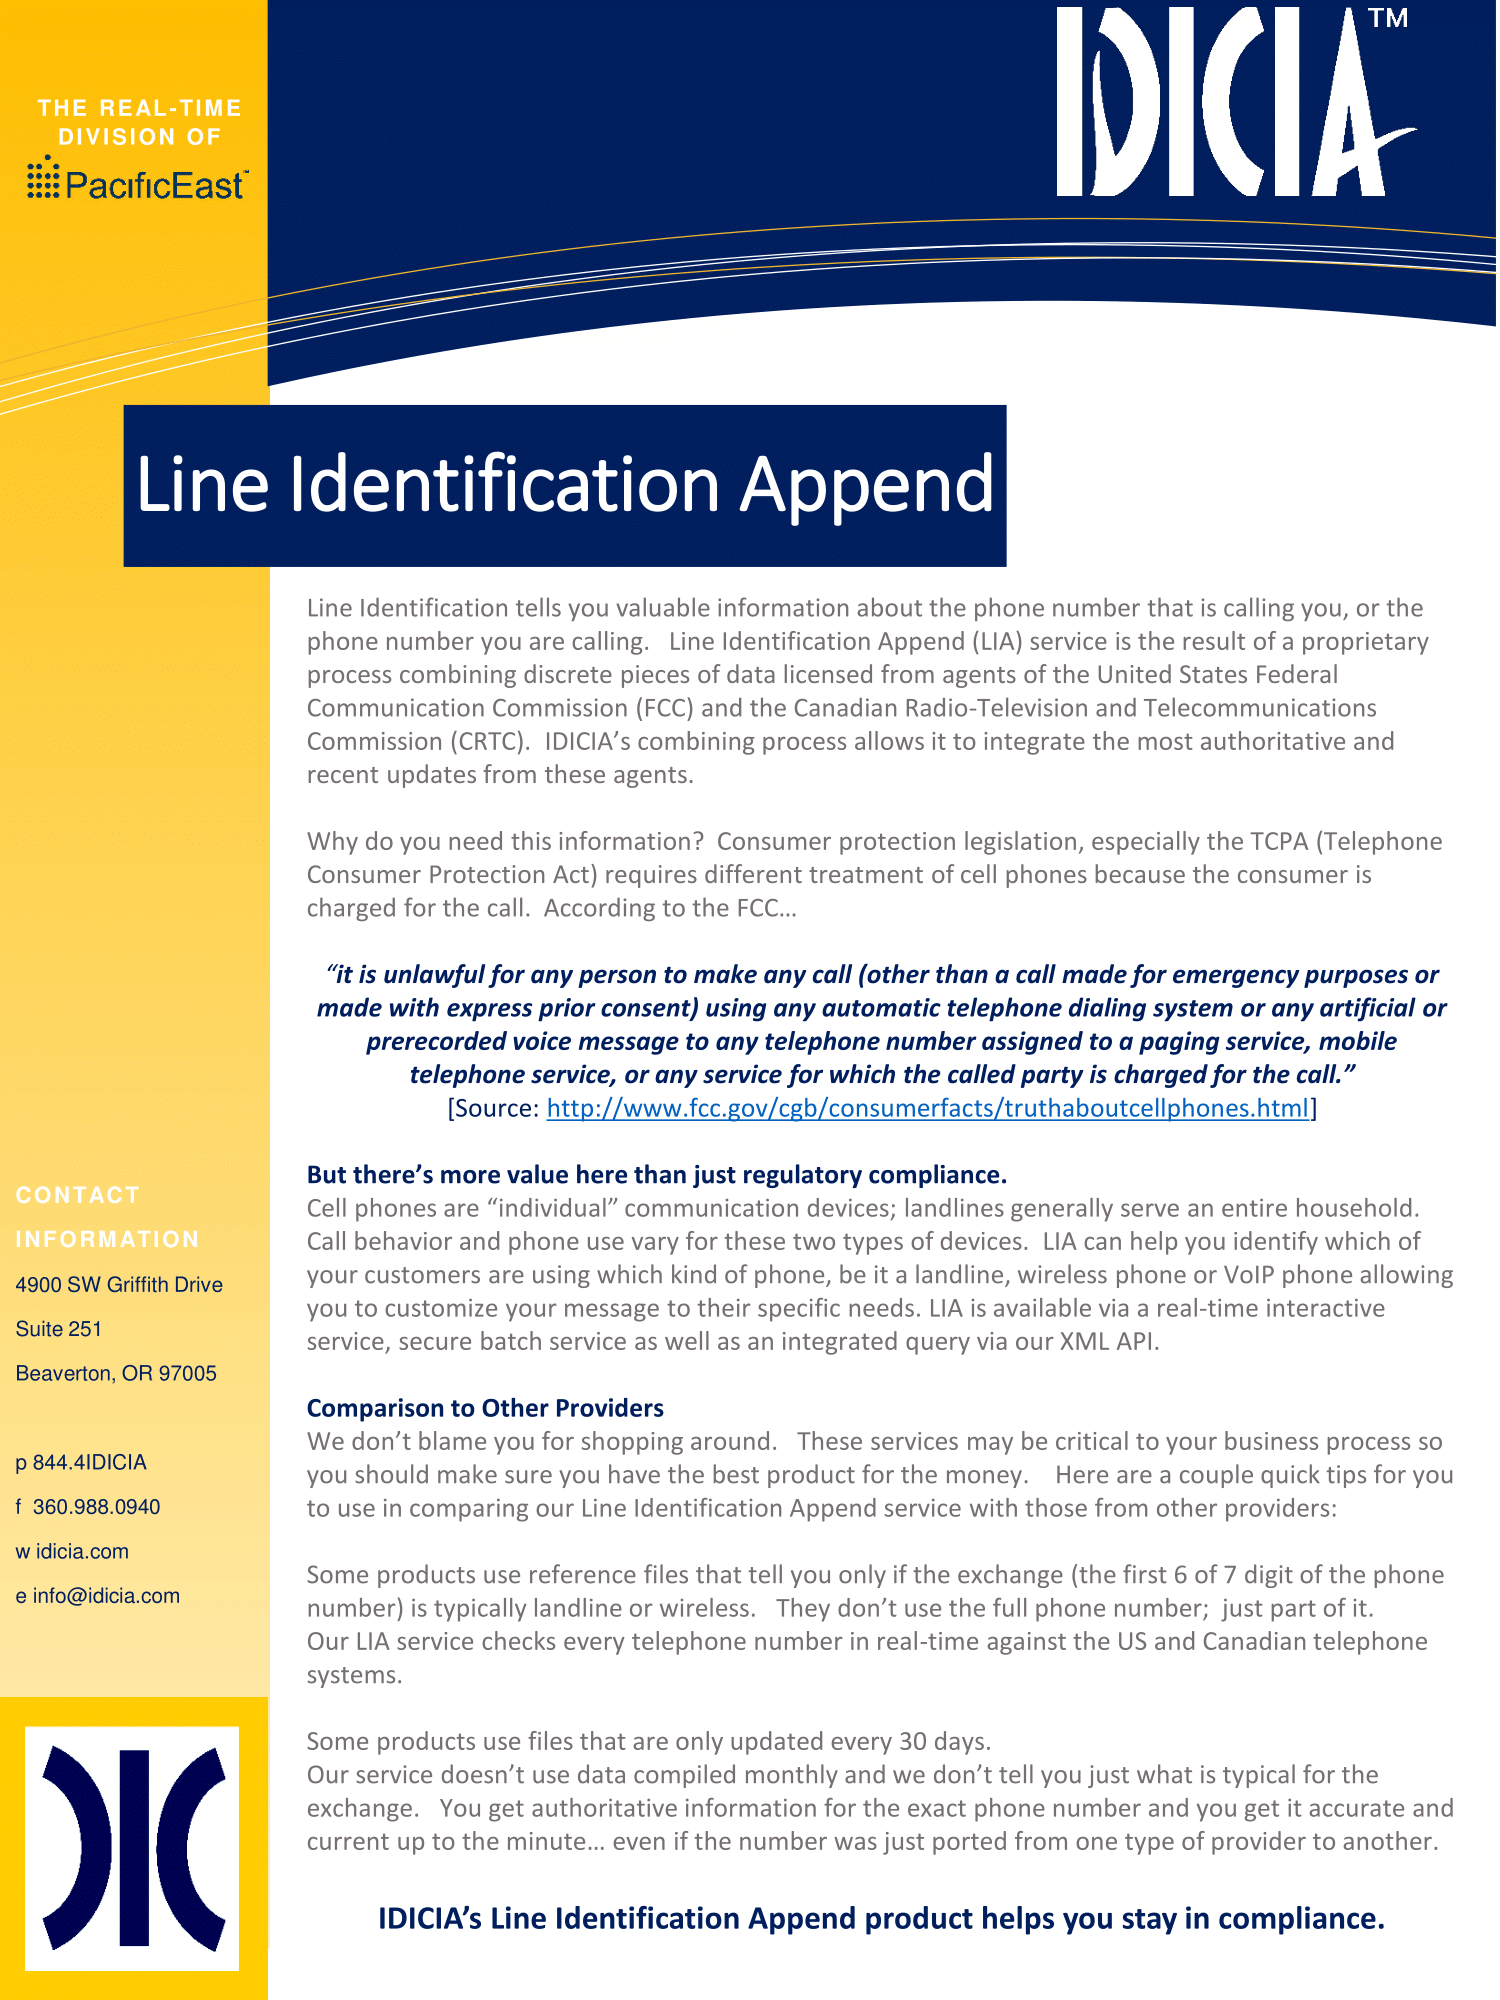 THE REAL-TIME
DIVISION OF
PacificEast™
IDICIA™
Line Identification Append
Line Identification tells you valuable information about the phone number that is calling you, or the
phone number you are calling. Line Identification Append (LIA) service is the result of a proprietary
process combining discrete pieces of data licensed from agents of the United States Federal
Communication Commission (FCC) and the Canadian Radio-Television and Telecommunications
Commission (CRTC). IDICIA’s combining process allows it to integrate the most authoritative and
recent updates from these agents.
Why do you need this information? Consumer protection legislation, especially the TCPA (Telephone
Consumer Protection Act) requires different treatment of cell phones because the consumer is
charged for the call. According to the FCC…
“it is unlawful for any person to make any call (other than a call made for emergency purposes or
made with express prior consent) using any automatic telephone dialing system or any artificial or
prerecorded voice message to any telephone number assigned to a paging service, mobile
telephone service, or any service for which the called party is charged for the call.”
[Source: http://www.fcc.gov/cgb/consumerfacts/truthaboutcellphones.html]
But there’s more value here than just regulatory compliance.
Cell phones are “individual” communication devices; landlines generally serve an entire household.
Call behavior and phone use vary for these two types of devices. LIA can help you identify which of
your customers are using which kind of phone, be it a landline, wireless phone or VoIP phone allowing
you to customize your message to their specific needs. LIA is available via a real-time interactive
service, secure batch service as well as an integrated query via our XML API.
Comparison to Other Providers
We don’t blame you for shopping around. These services may be critical to your business process so
you should make sure you have the best product for the money. Here are a couple quick tips for you
to use in comparing our Line Identification Append service with those from other providers:
Some products use reference files that tell you only if the exchange (the first 6 of 7 digit of the phone
number) is typically landline or wireless. They don’t use the full phone number; just part of it.
Our LIA service checks every telephone number in real-time against the US and Canadian telephone
systems.
Some products use files that are only updated every 30 days.
Our service doesn’t use data compiled monthly and we don’t tell you just what is typical for the
exchange. You get authoritative information for the exact phone number and you get it accurate and
current up to the minute… even if the number was just ported from one type of provider to another.
IDICIA’s Line Identification Append product helps you stay in compliance.
CONTACT
INFORMATION
4900 SW Griffith Drive
Suite 251
Beaverton, OR 97005
p 844.4IDICIA
f 360.988.0940
w idicia.com
e info@idicia.com